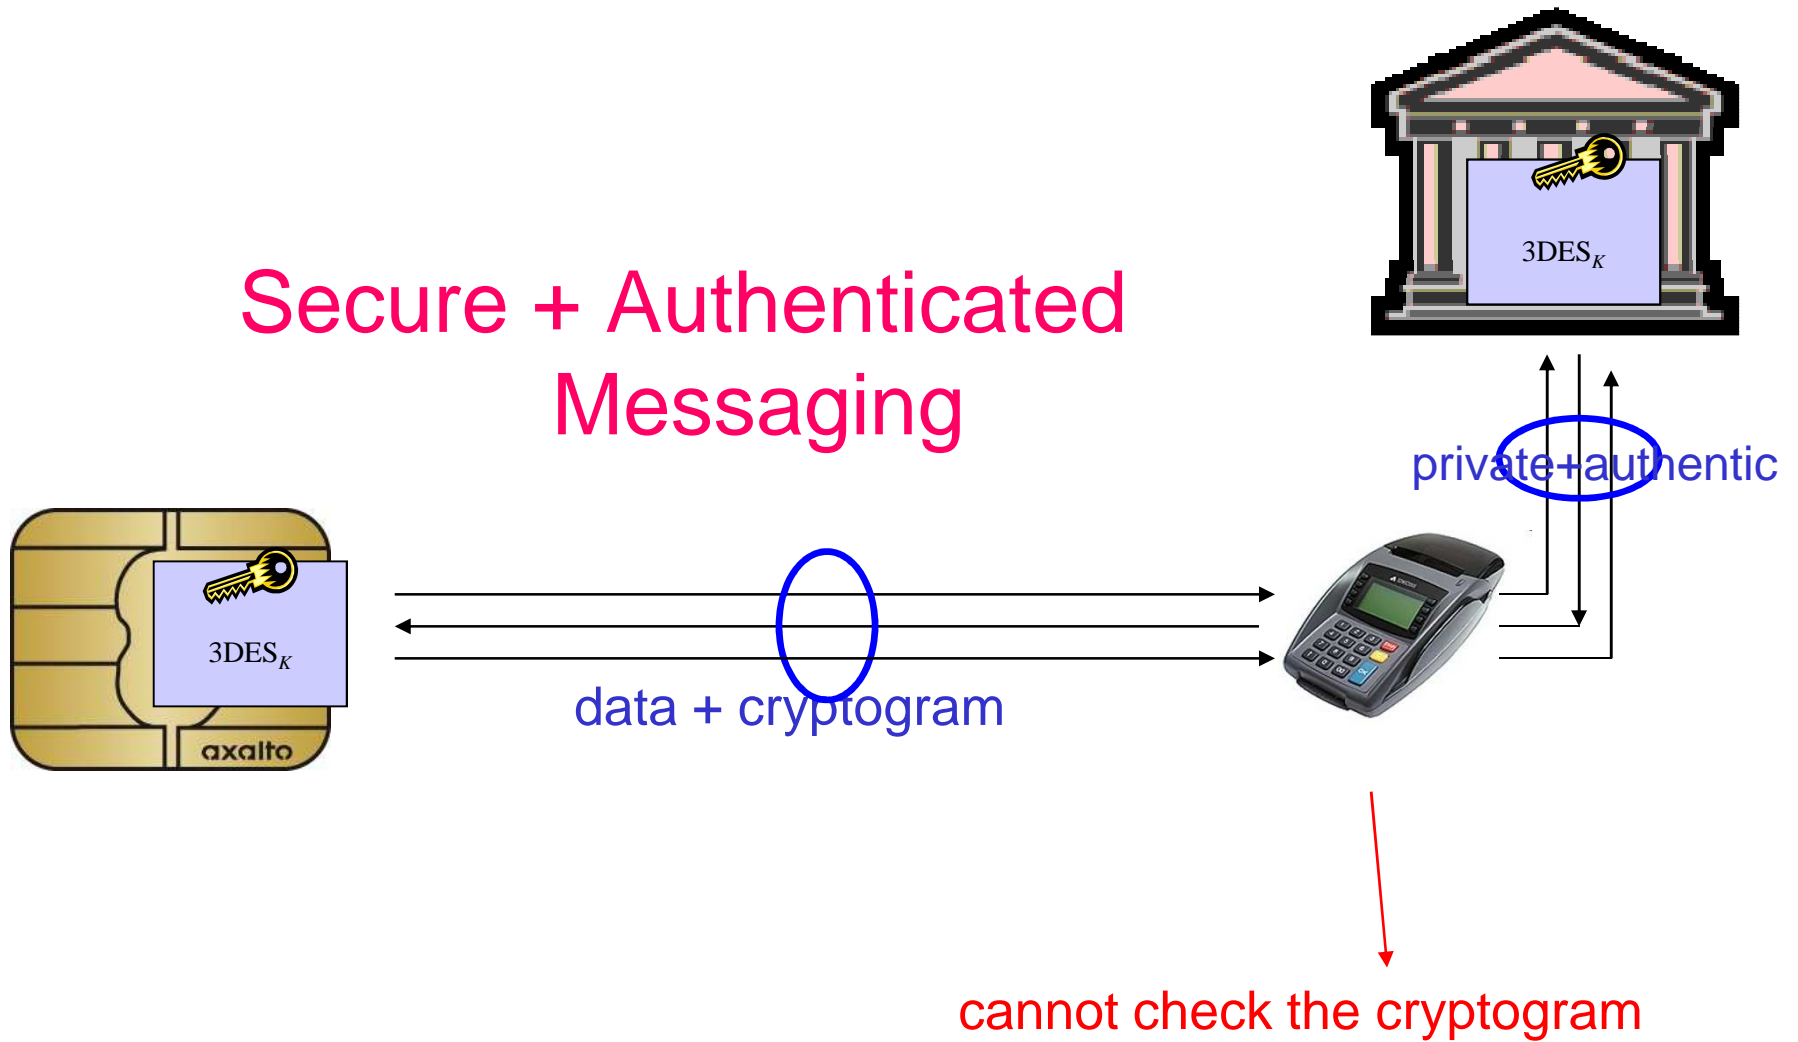 3DESK
Secure + Authenticated
Messaging
private+authentic
3DESK
axalto
data + cryptogram
cannot check the cryptogram